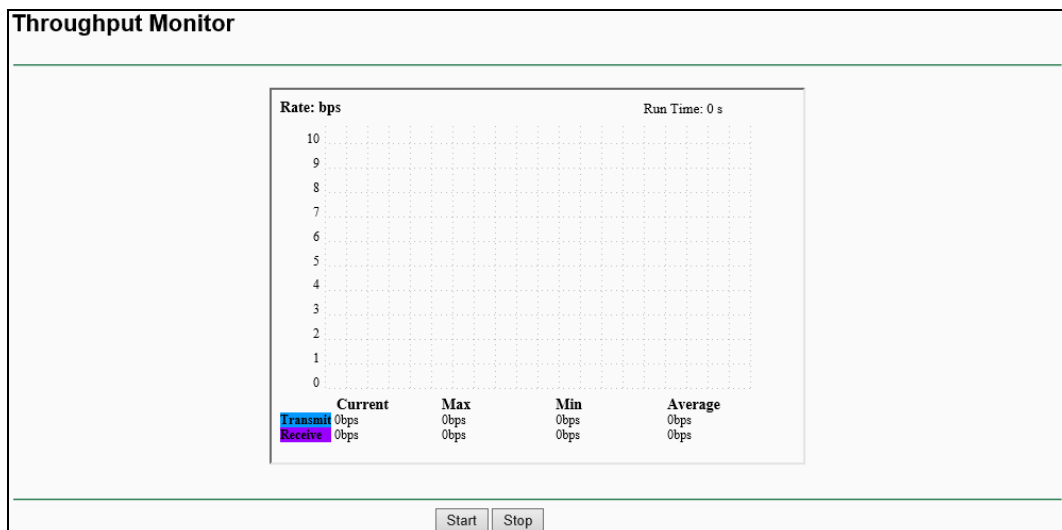 Throughput Monitor
Rate: bps Run Time: 0 s
10
9
8
7
6
5
4
3
2
1
0
Current Max Min Average
Transmit 0bps 0bps 0bps 0bps
Receive 0bps 0bps 0bps 0bps
Start Stop